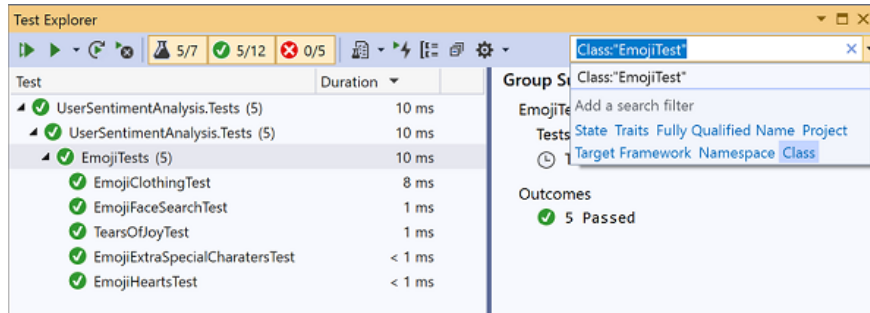 Test Explorer
5/7 5/12 0/5 Class:"EmojiTest"
Test Duration
UserSentimentAnalysis.Tests (5) 10 ms
UserSentimentAnalysis.Tests (5) 10 ms
EmojiTests (5) 10 ms
EmojiClothingTest 8 ms
EmojiFaceSearchTest 1 ms
TearsOfJoyTest 1 ms
EmojiExtraSpecialCharatersTest < 1 ms
EmojiHeartsTest < 1 ms
Group
Tests
Class:"EmojiTest"
Add a search filter
State Traits Fully Qualified Name Project
Target Framework Namespace Class
Outcomes
5 Passed